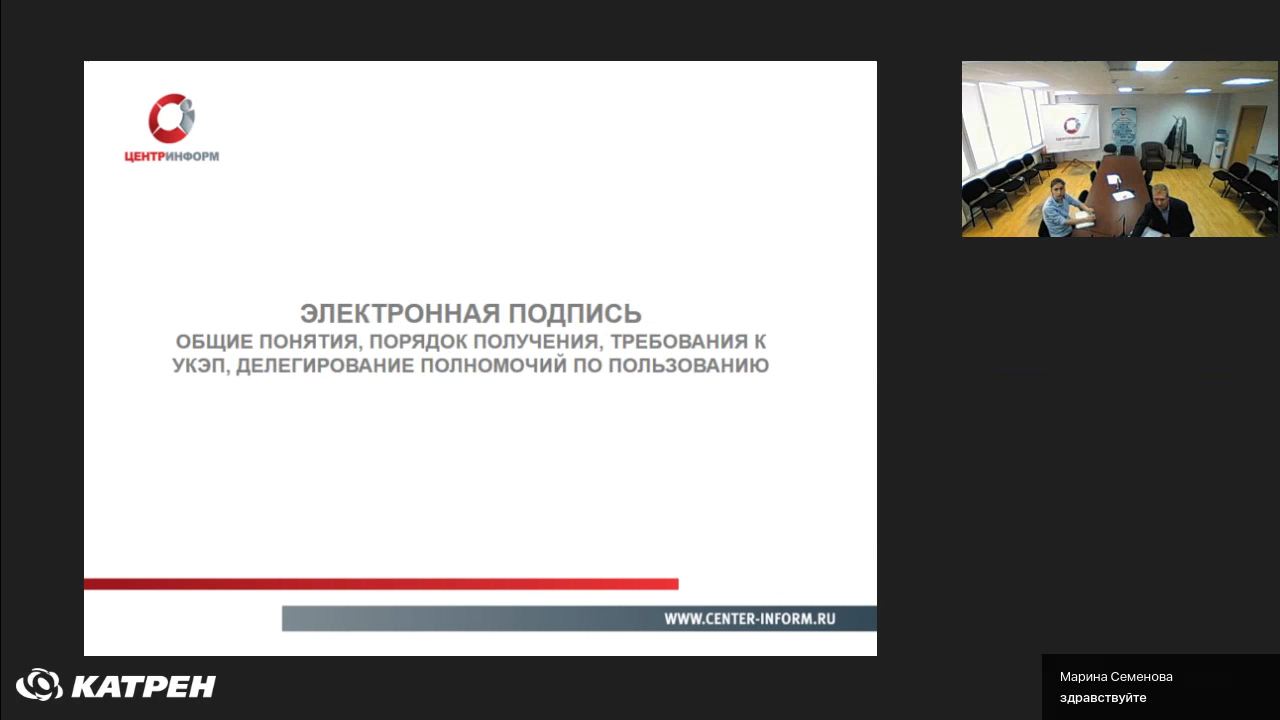 ЦЕНТРИНФОРМ
ЭЛЕКТРОННАЯ ПОДПИСЬ
ОБЩИЕ ПОНЯТИЯ, ПОРЯДОК ПОЛУЧЕНИЯ, ТРЕБОВАНИЯ К
УКЭП, ДЕЛЕГИРОВАНИЕ ПОЛНОМОЧИЙ ПО ПОЛЬЗОВАНИЮ
WWW.CENTER-INFORM.RU
КАТРЕН
Марина Семенова
здравствуйте